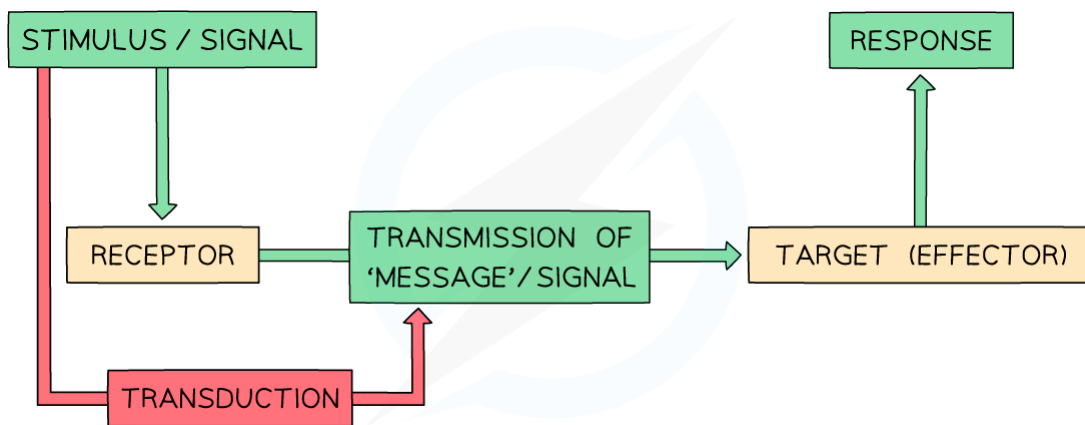 STIMULUS / SIGNAL
RESPONSE
RECEPTOR
TRANSMISSION OF
‘MESSAGE’/SIGNAL
TARGET (EFFECTOR)
TRANSDUCTION